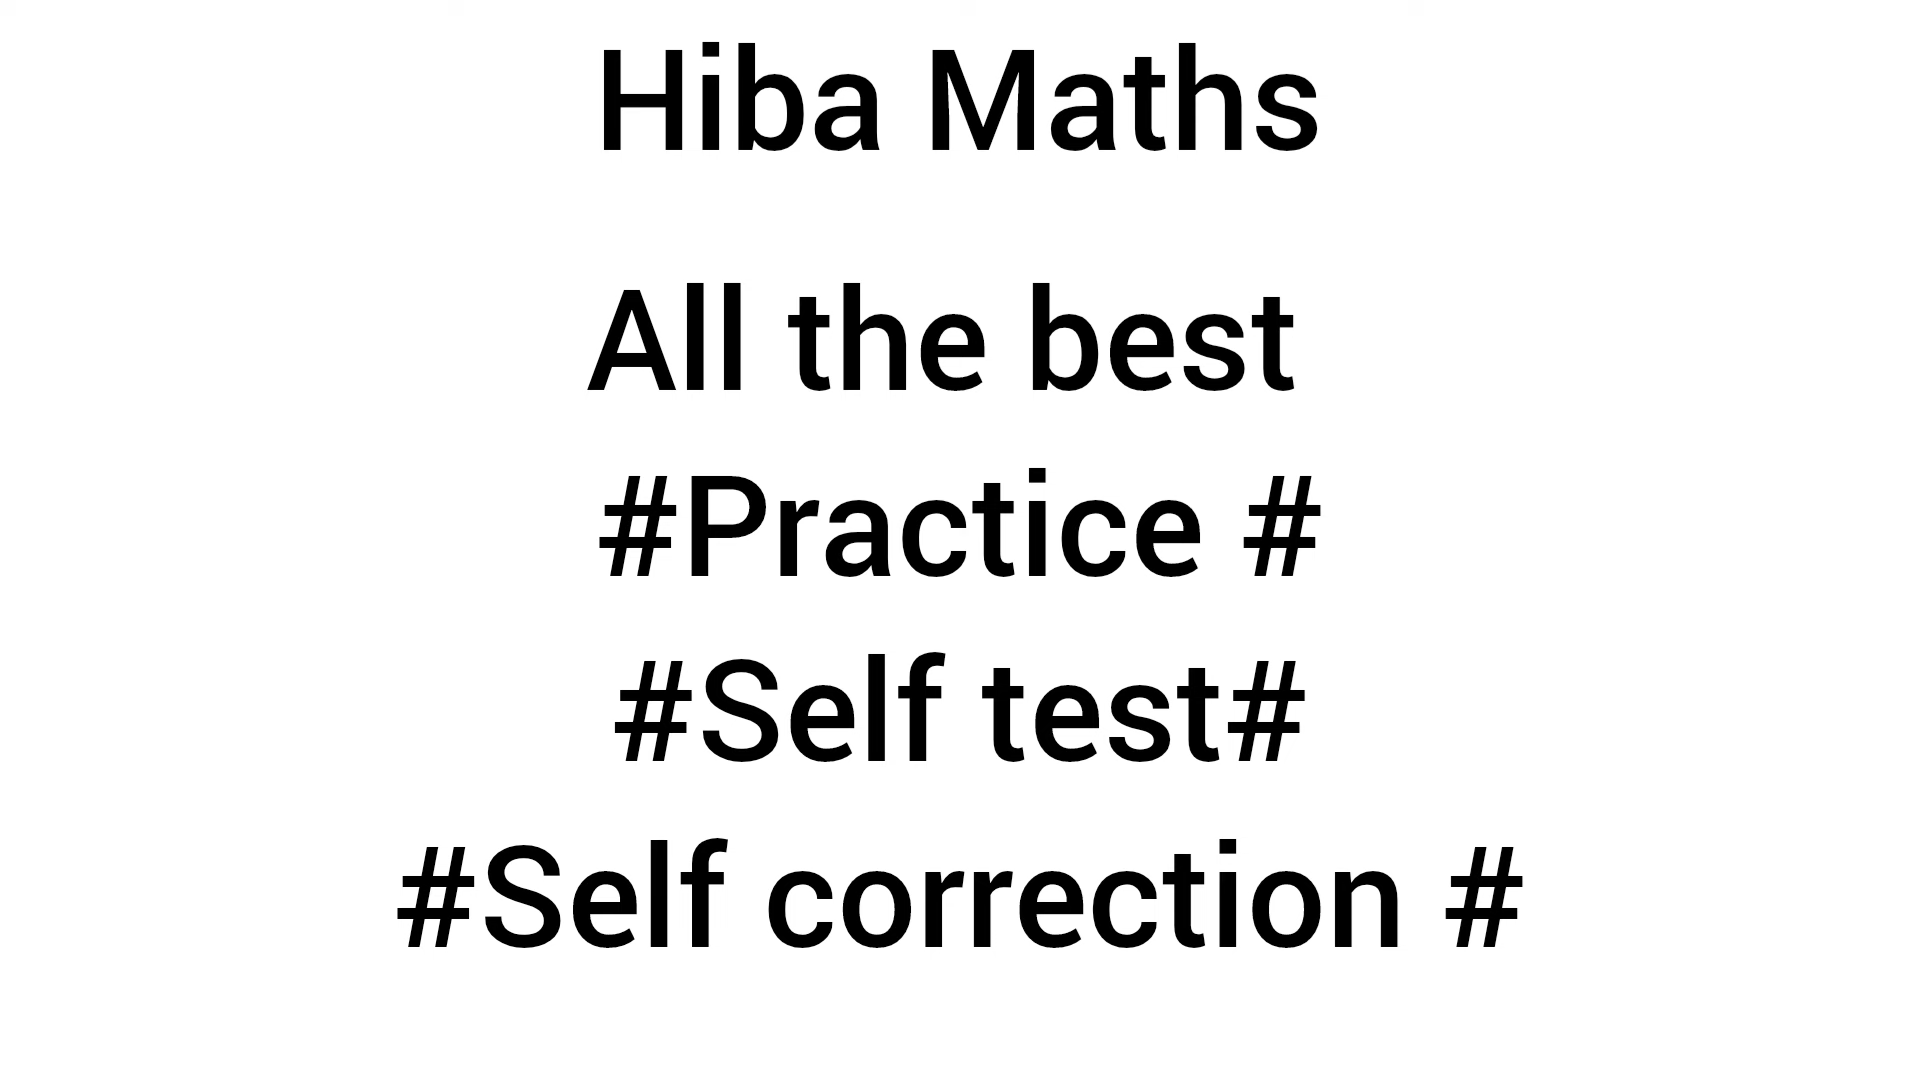 Hiba Maths
All the best
#Practice #
#Self test#
#Self correction #